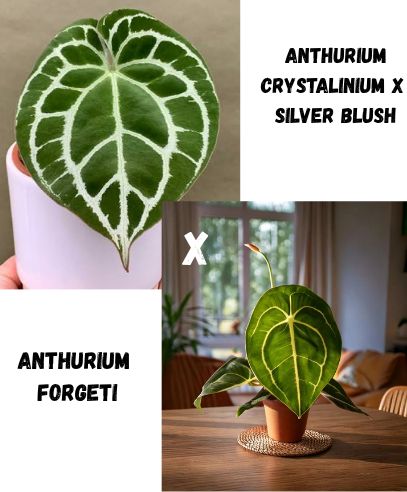 ANTHURIUM
CRYSTALINIUM X
SILVER BLUSH
X
ANTHURIUM
FORGETI